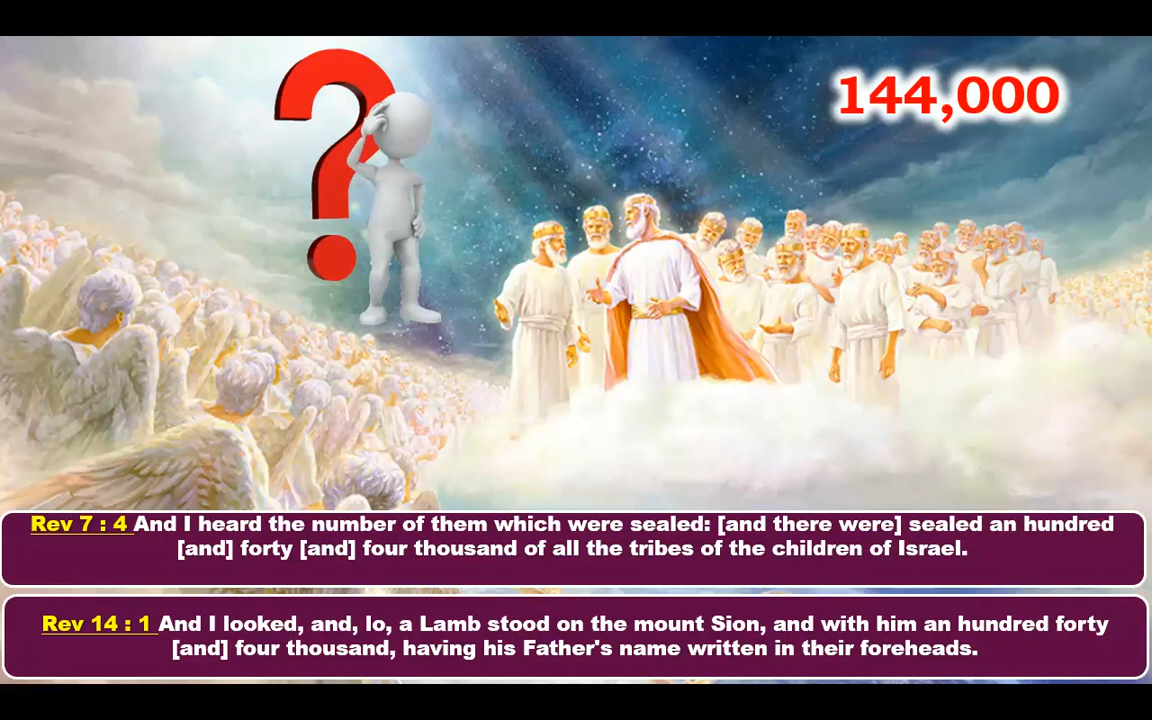 144,000
Rev 7 : 4 And I heard the number of them which were sealed: [and there were] sealed an hundred
[and] forty [and] four thousand of all the tribes of the children of Israel.
Rev 14 : 1 And I looked, and, lo, a Lamb stood on the mount Sion, and with him an hundred forty
[and] four thousand, having his Father's name written in their foreheads.